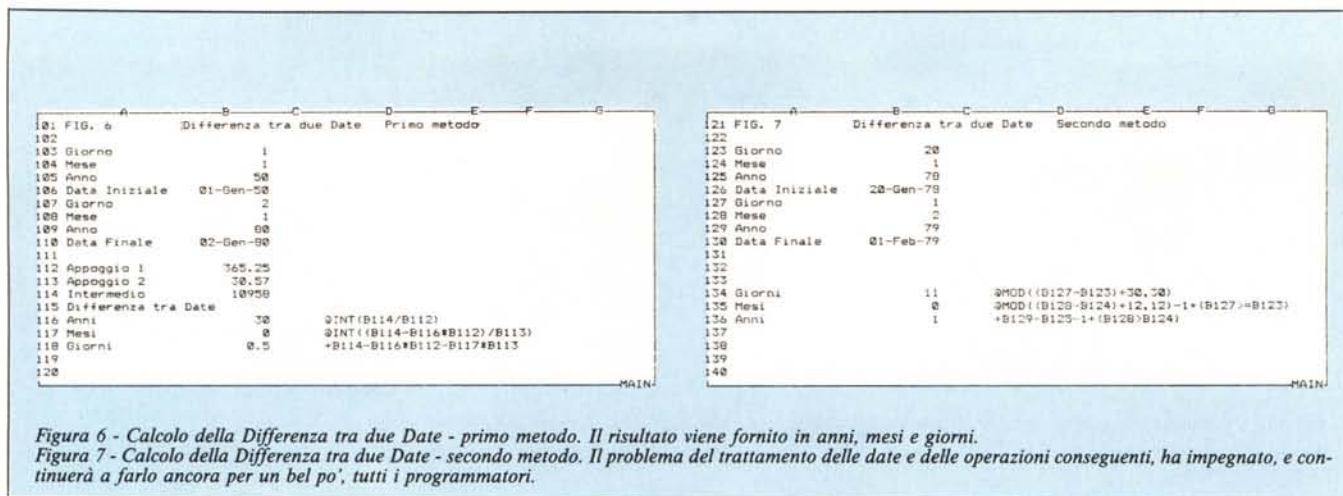 A B C D E F G
101 FIG. 6 Differenza tra due Date Primo metodo
102
103 Giorno 1
104 Mese 1
105 Anno 50
106 Data Iniziale 01-Gen-50
107 Giorno 2
108 Mese 1
109 Anno 80
110 Data Finale 02-Gen-80
111
112 Appoggio 1 365.25
113 Appoggio 2 30.57
114 Intermedio 10958
115 Differenza tra Date
116 Anni 30 @INT(B114/B112)
117 Mesi 0 @INT((B114-B116*B112)/B113)
118 Giorni 0.5 +B114-B116*B112-B117*B113
119
120
MAIN
A B C D E F G
121 FIG. 7 Differenza tra due Date Secondo metodo
122
123 Giorno 20
124 Mese 1
125 Anno 78
126 Data Iniziale 20-Gen-78
127 Giorno 1
128 Mese 2
129 Anno 79
130 Data Finale 01-Feb-79
131
132
133
134 Giorni 11 @MOD((B127-B123)+30,30)
135 Mesi 0 @MOD((B128-B124)+12,12)-1+(B127>=B123)
136 Anni 1 +B129-B125-1+(B128>B124)
137
138
139
140
MAIN
Figura 6 - Calcolo della Differenza tra due Date - primo metodo. Il risultato viene fornito in anni, mesi e giorni.
Figura 7 - Calcolo della Differenza tra due Date - secondo metodo. Il problema del trattamento delle date e delle operazioni conseguenti, ha impegnato, e con-
tinuerà a farlo ancora per un bel po', tutti i programmatori.